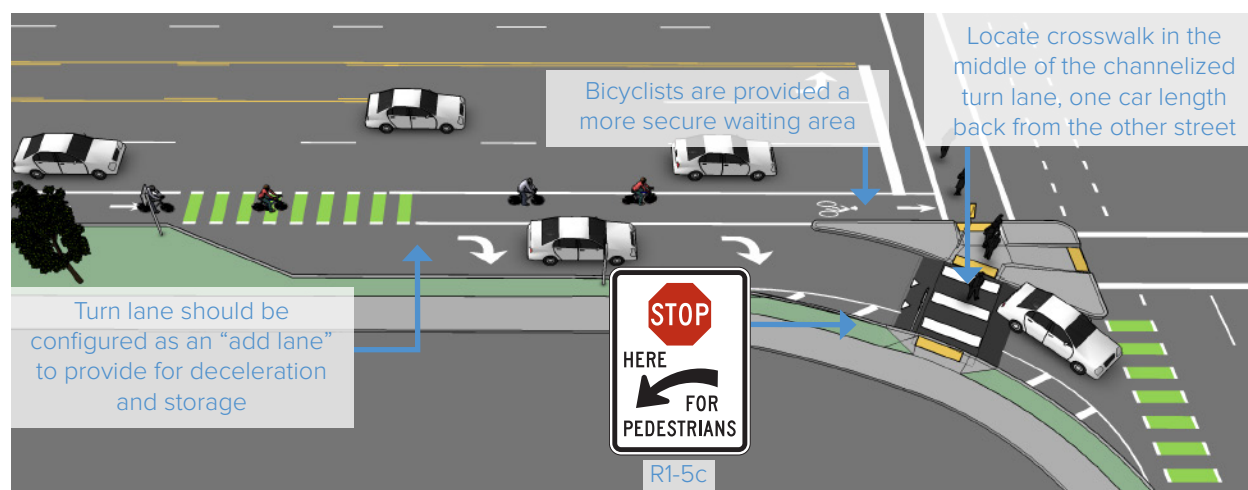 Locate crosswalk in the
middle of the channelized
turn lane, one car length
back from the other street
Bicyclists are provided a
more secure waiting area
Turn lane should be
configured as an “add lane”
to provide for deceleration
and storage
STOP
HERE
FOR
PEDESTRIANS
R1-5c